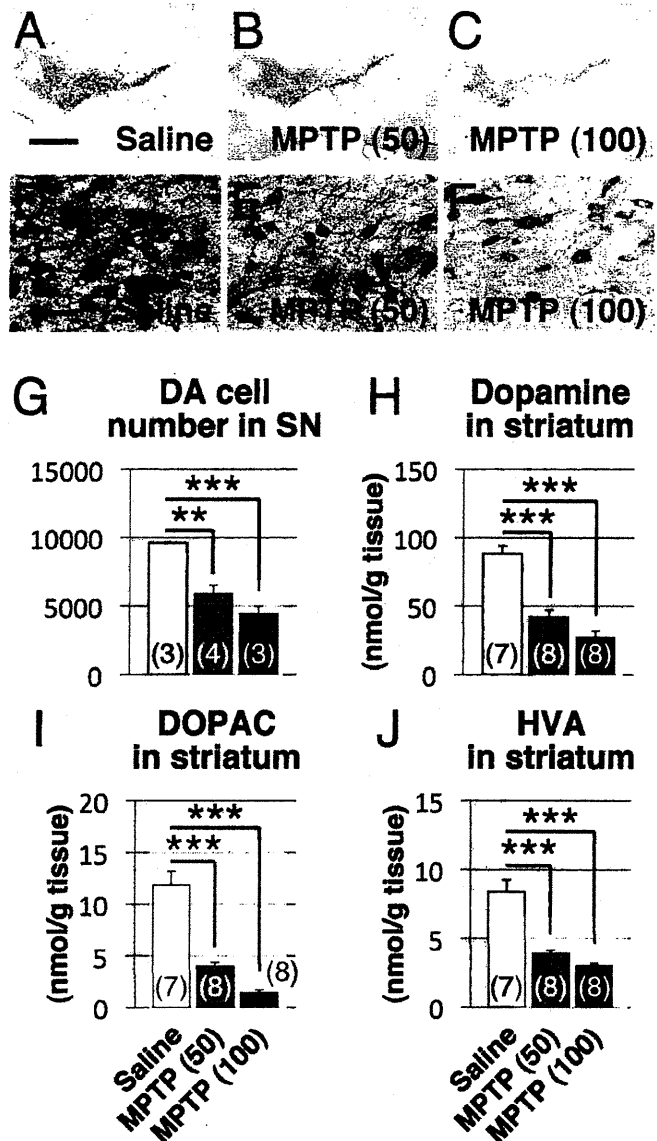 A B C
Saline MPTP (50) MPTP (100)
E F
MPTP (50) MPTP (100)
G DA cell
number in SN
15000
10000
5000
0
***
**
(3) (4) (3)
H Dopamine
in striatum
(nmol/g tissue)
150
100
50
0
***
***
(7) (8) (8)
I DOPAC
in striatum
(nmol/g tissue)
20
15
10
5
0
***
***
(7) (8) (8)
J HVA
in striatum
(nmol/g tissue)
15
10
5
0
***
***
(7) (8) (8)
Saline
MPTP (50)
MPTP (100)
Saline
MPTP (50)
MPTP (100)